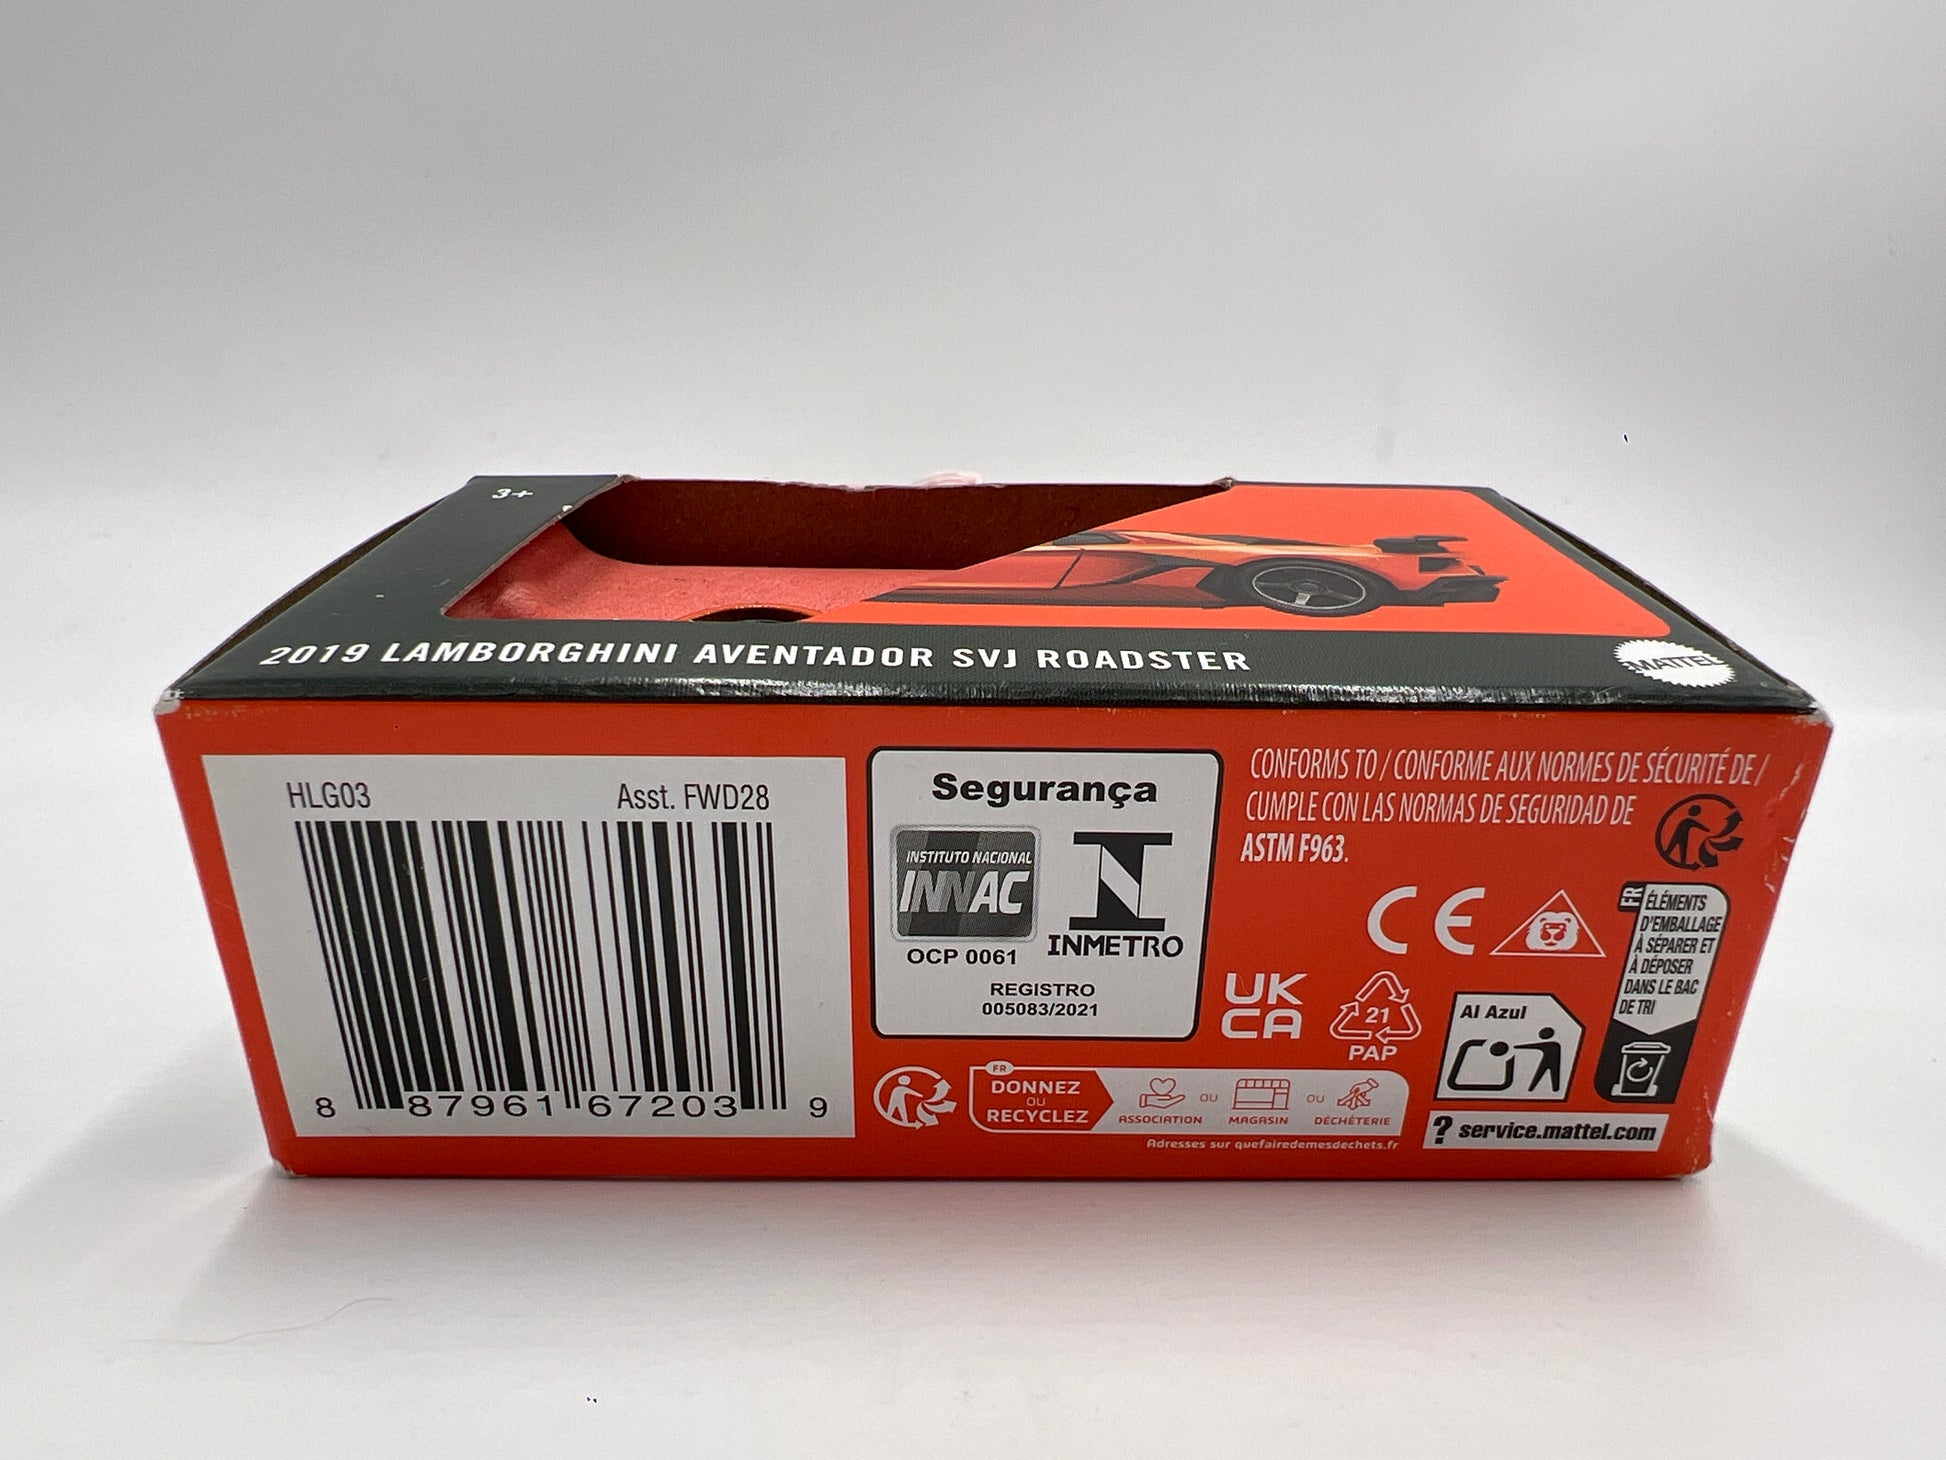 3+
2019 LAMBORGHINI AVENTADOR SVJ ROADSTER
MATTEL
HLG03 Asst. FWD28
8 87961 67203 9
Segurança
INSTITUTO NACIONAL
INNAC
OCP 0061
INMETRO
REGISTRO
005083/2021
CONFORMS TO / CONFORME AUX NORMES DE SÉCURITÉ DE /
CUMPLE CON LAS NORMAS DE SEGURIDAD DE
ASTM F963.
CE
UK
CA
21
PAP
FR
ÉLÉMENTS
D'EMBALLAGE
À SÉPARER ET
À DÉPOSER
DANS LE BAC
DE TRI
Al Azul
FR
DONNEZ
OU
RECYCLEZ
ASSOCIATION OU MAGASIN OU DÉCHÈTERIE
Adresses sur quefairedemesdechets.fr
? service.mattel.com